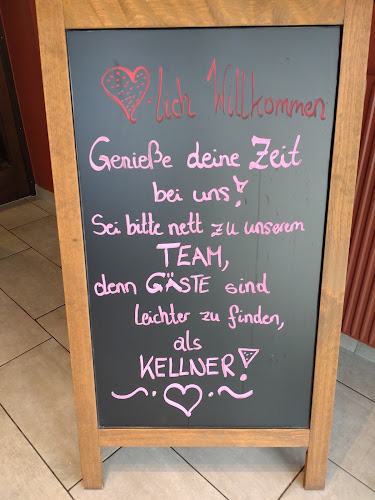 ♥lich Willkommen
Genieße deine Zeit
bei uns!
Sei bitte nett zu unserem
TEAM,
denn GÄSTE sind
leichter zu finden,
als
KELLNER!